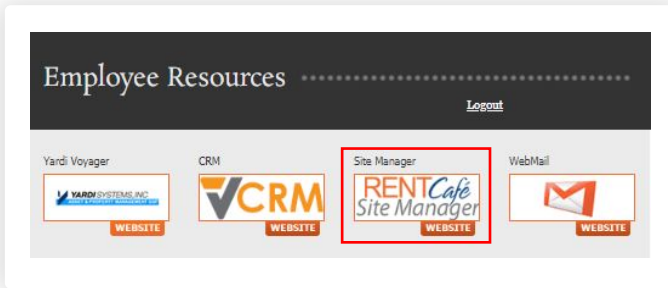 Employee Resources
Logout
Yardi Voyager
CRM
Site Manager
WebMail
YARDI SYSTEMS, INC
VCRM
RENTCafé
Site Manager
WEBSITE
WEBSITE
WEBSITE
WEBSITE